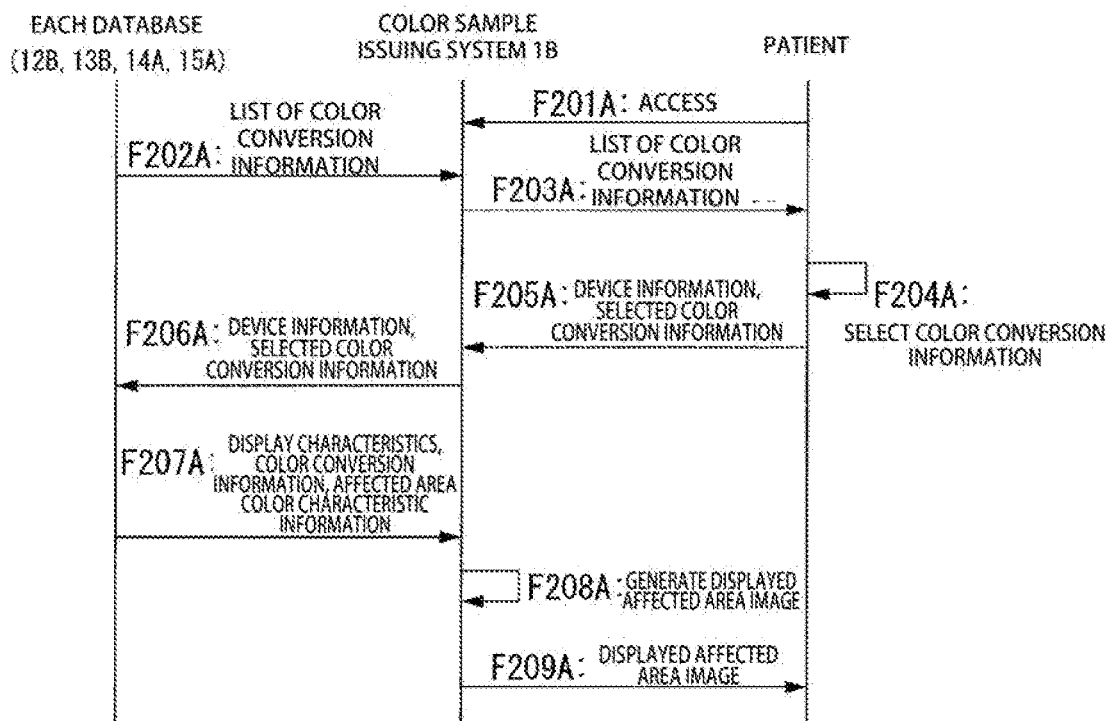 EACH DATABASE
(12B, 13B, 14A, 15A)
COLOR SAMPLE
ISSUING SYSTEM 1B
PATIENT
F201A: ACCESS
F202A:
LIST OF COLOR
CONVERSION
INFORMATION
F203A:
LIST OF COLOR
CONVERSION
INFORMATION
F204A:
SELECT COLOR CONVERSION
INFORMATION
F205A:
DEVICE INFORMATION,
SELECTED COLOR
CONVERSION INFORMATION
F206A:
DEVICE INFORMATION,
SELECTED COLOR
CONVERSION INFORMATION
F207A:
DISPLAY CHARACTERISTICS,
COLOR CONVERSION
INFORMATION, AFFECTED AREA
COLOR CHARACTERISTIC
INFORMATION
F208A:
GENERATE DISPLAYED
AFFECTED AREA IMAGE
F209A:
DISPLAYED AFFECTED
AREA IMAGE